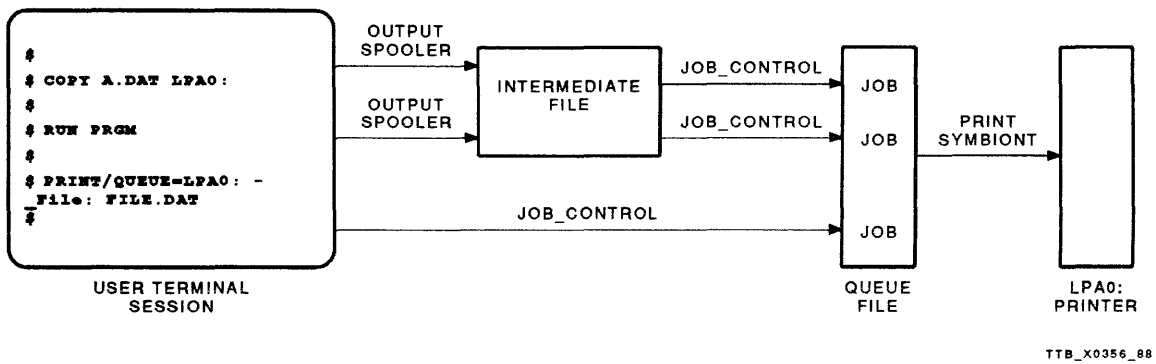 $
$ COPY A.DAT LPA0:
$
$ RUN PRGM
$
$ PRINT/QUEUE=LPA0: -
_File: FILE.DAT
$
USER TERMINAL
SESSION
OUTPUT
SPOOLER
OUTPUT
SPOOLER
INTERMEDIATE
FILE
JOB_CONTROL
JOB_CONTROL
JOB_CONTROL
JOB
JOB
JOB
QUEUE
FILE
PRINT
SYMBIONT
LPA0:
PRINTER
TTB_X0356_88